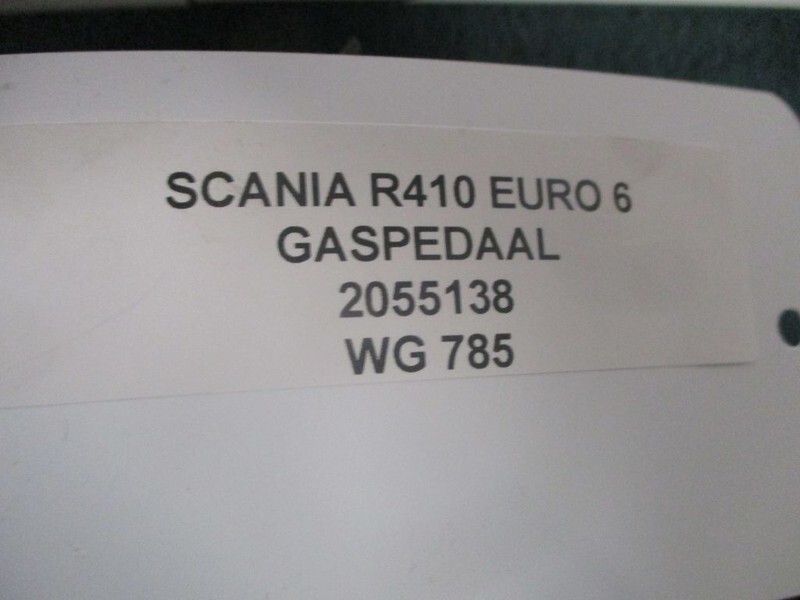 SCANIA R410 EURO 6
GASPEDAAL
2055138
WG 785